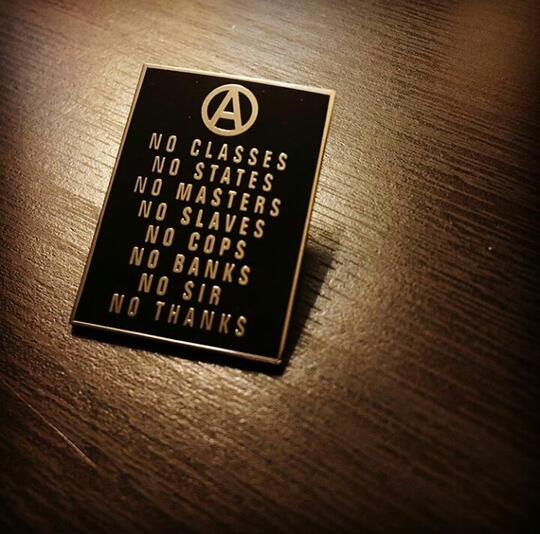 A
NO CLASSES
NO STATES
NO MASTERS
NO SLAVES
NO COPS
NO BANKS
NO SIR
NO THANKS